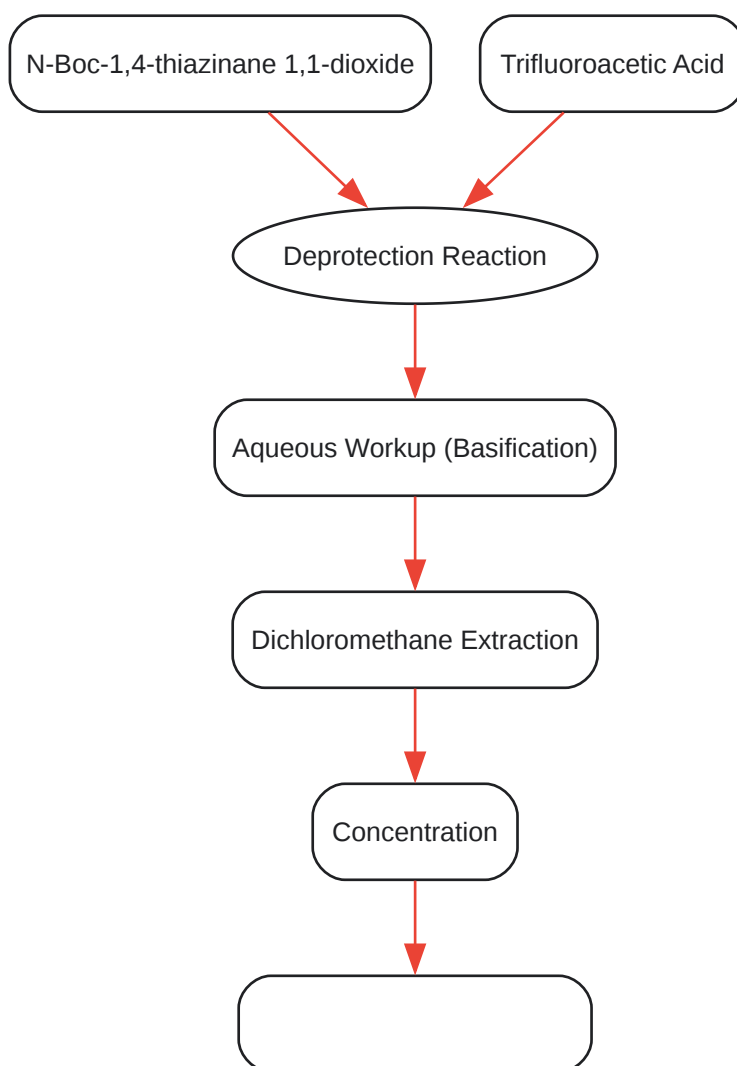 N-Boc-1,4-thiazinane 1,1-dioxide
Trifluoroacetic Acid
Deprotection Reaction
Aqueous Workup (Basification)
Dichloromethane Extraction
Concentration